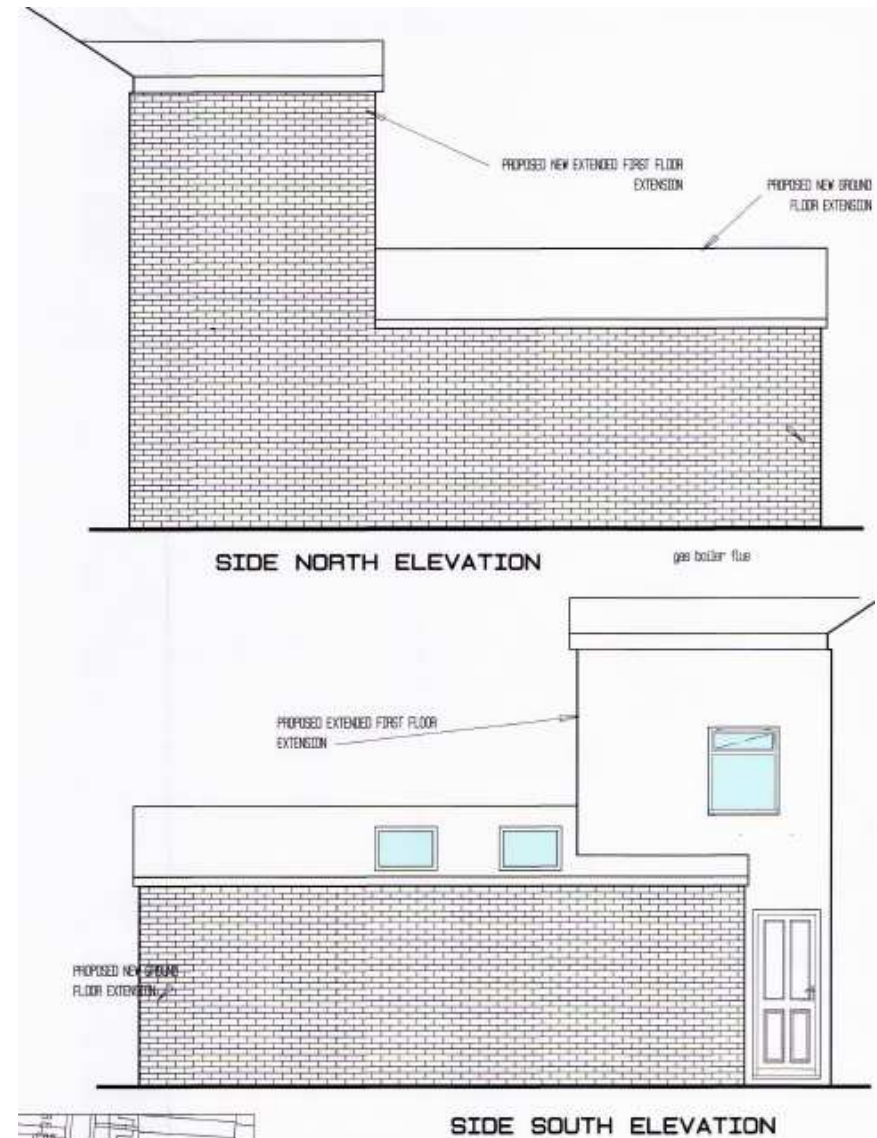 PROPOSED NEW EXTENDED FIRST FLOOR
EXTENSION
PROPOSED NEW GROUND
FLOOR EXTENSION
SIDE NORTH ELEVATION
gas boiler flue
PROPOSED EXTENDED FIRST FLOOR
EXTENSION
PROPOSED NEW GROUND
FLOOR EXTENSION
SIDE SOUTH ELEVATION